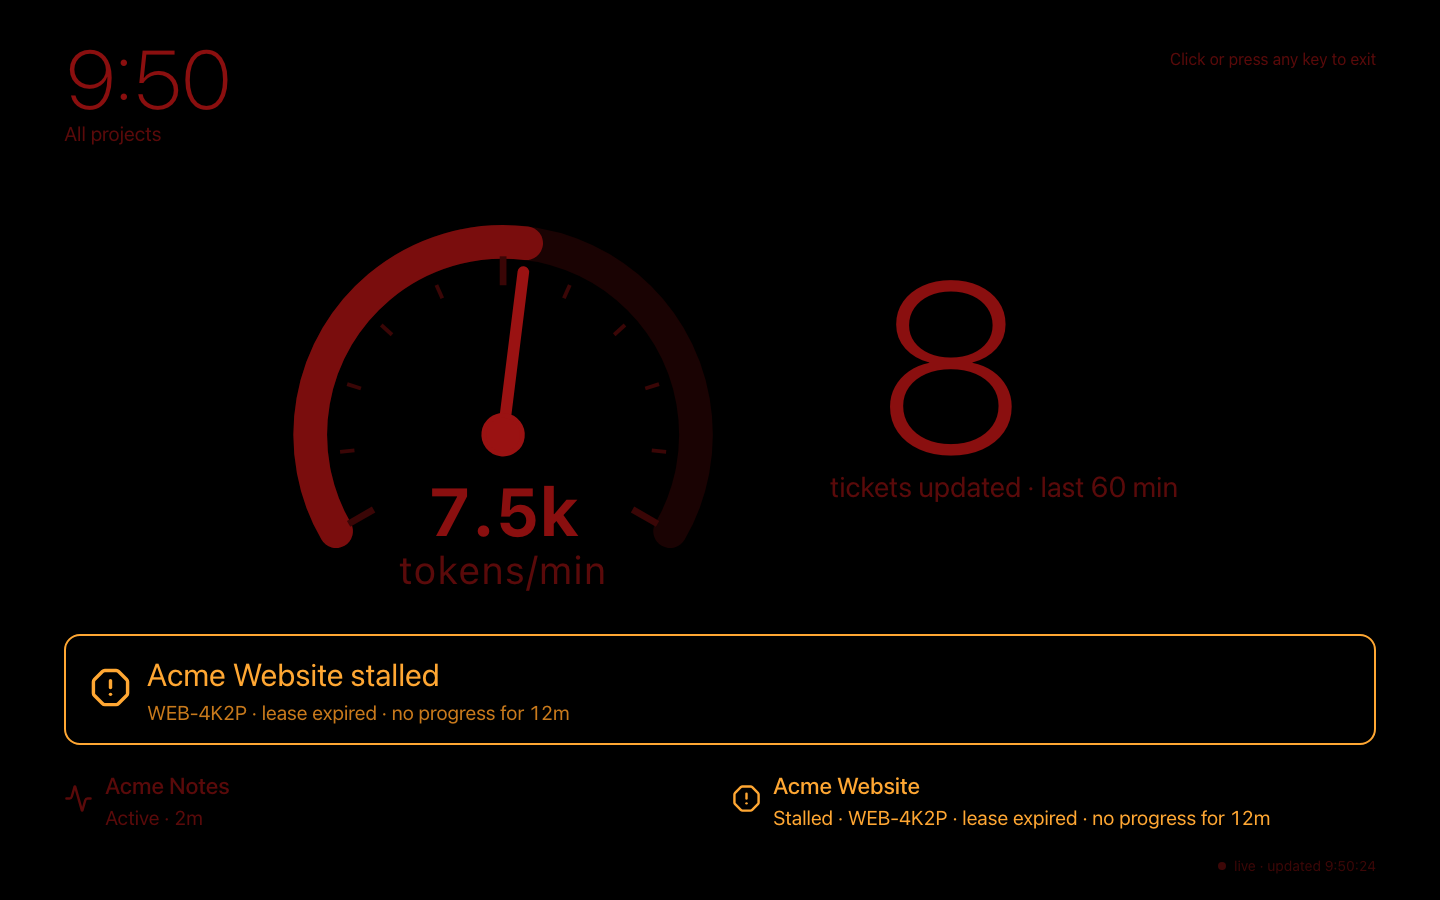 9:50
All projects
Click or press any key to exit
7.5k
tokens/min
8
tickets updated · last 60 min
Acme Website stalled
WEB-4K2P · lease expired · no progress for 12m
Acme Notes
Active · 2m
Acme Website
Stalled · WEB-4K2P · lease expired · no progress for 12m
live · updated 9:50:24